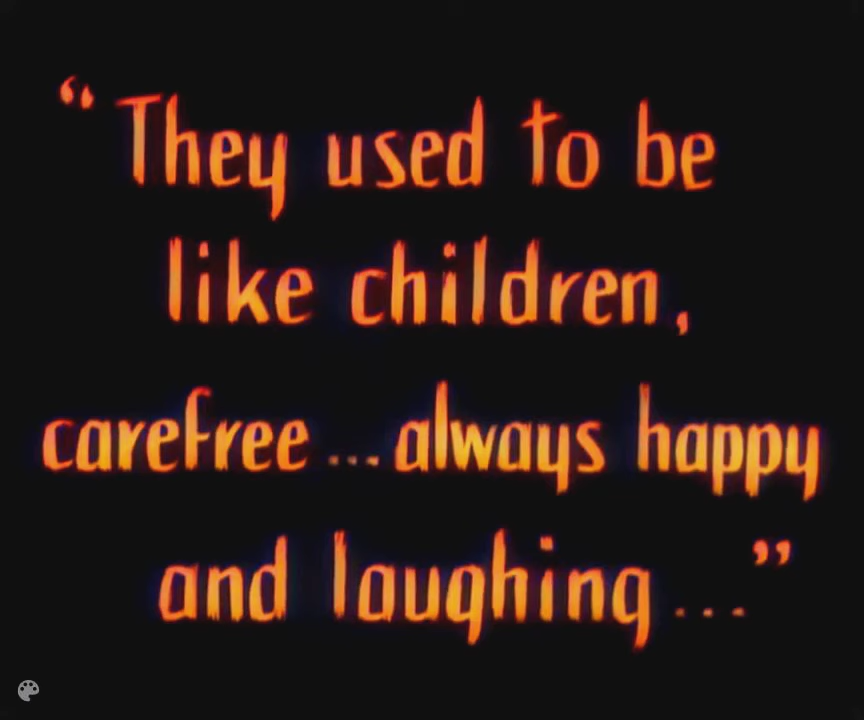 “They used to be
like children,
carefree...always happy
and laughing...”